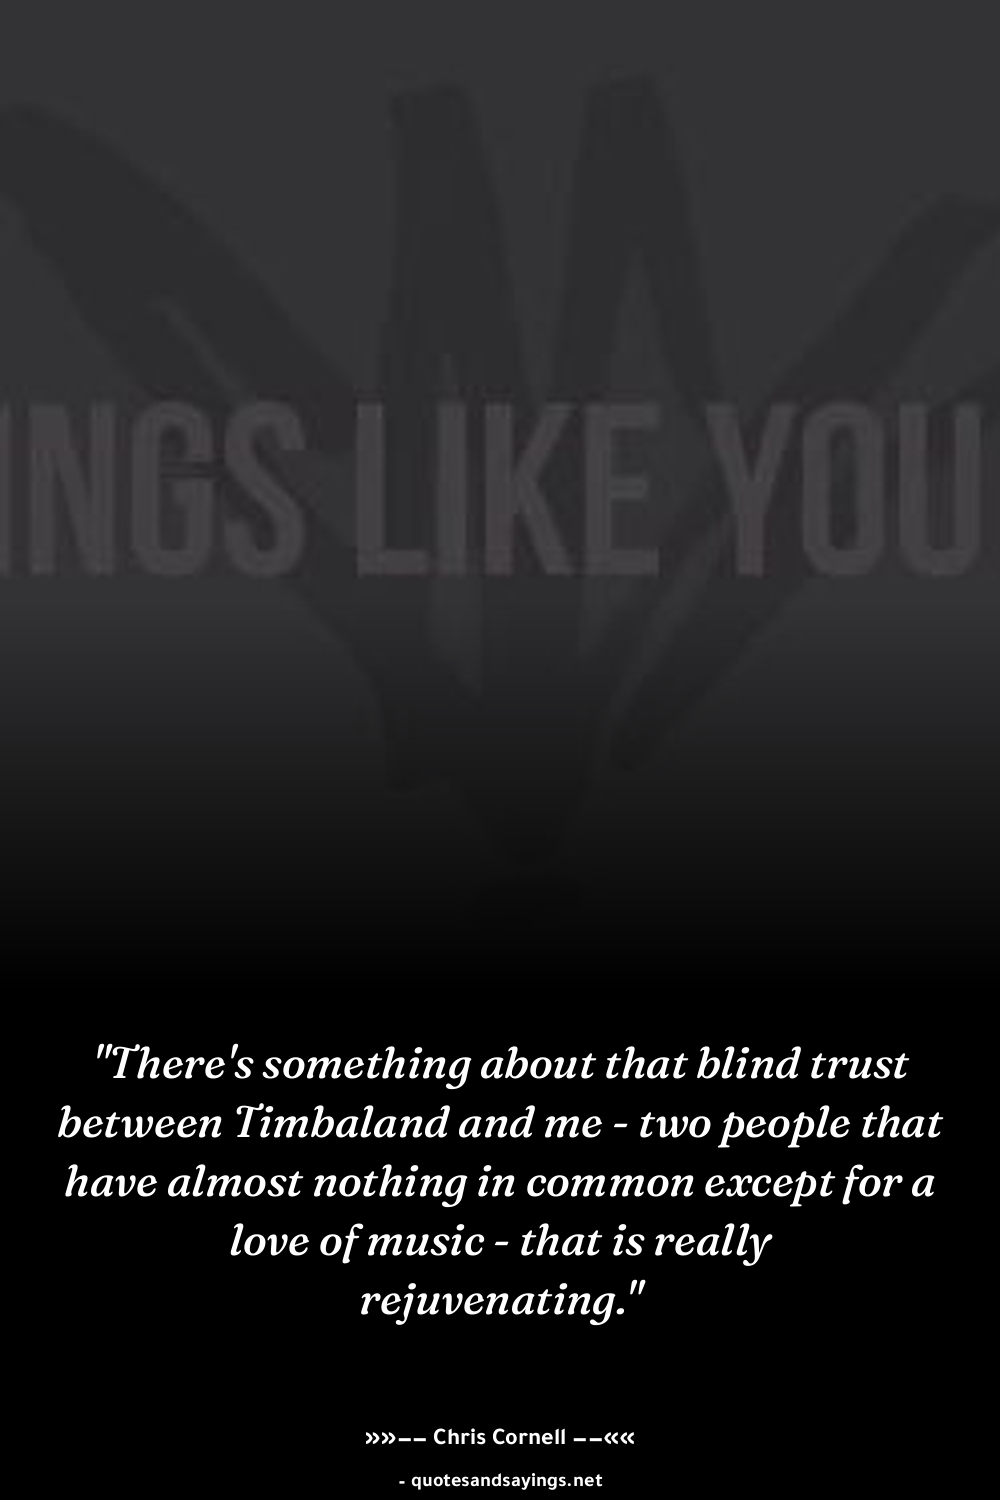 INGS LIKE YOU
"There's something about that blind trust
between Timbaland and me - two people that
have almost nothing in common except for a
love of music - that is really
rejuvenating."
»»–– Chris Cornell ––««
- quotesandsayings.net